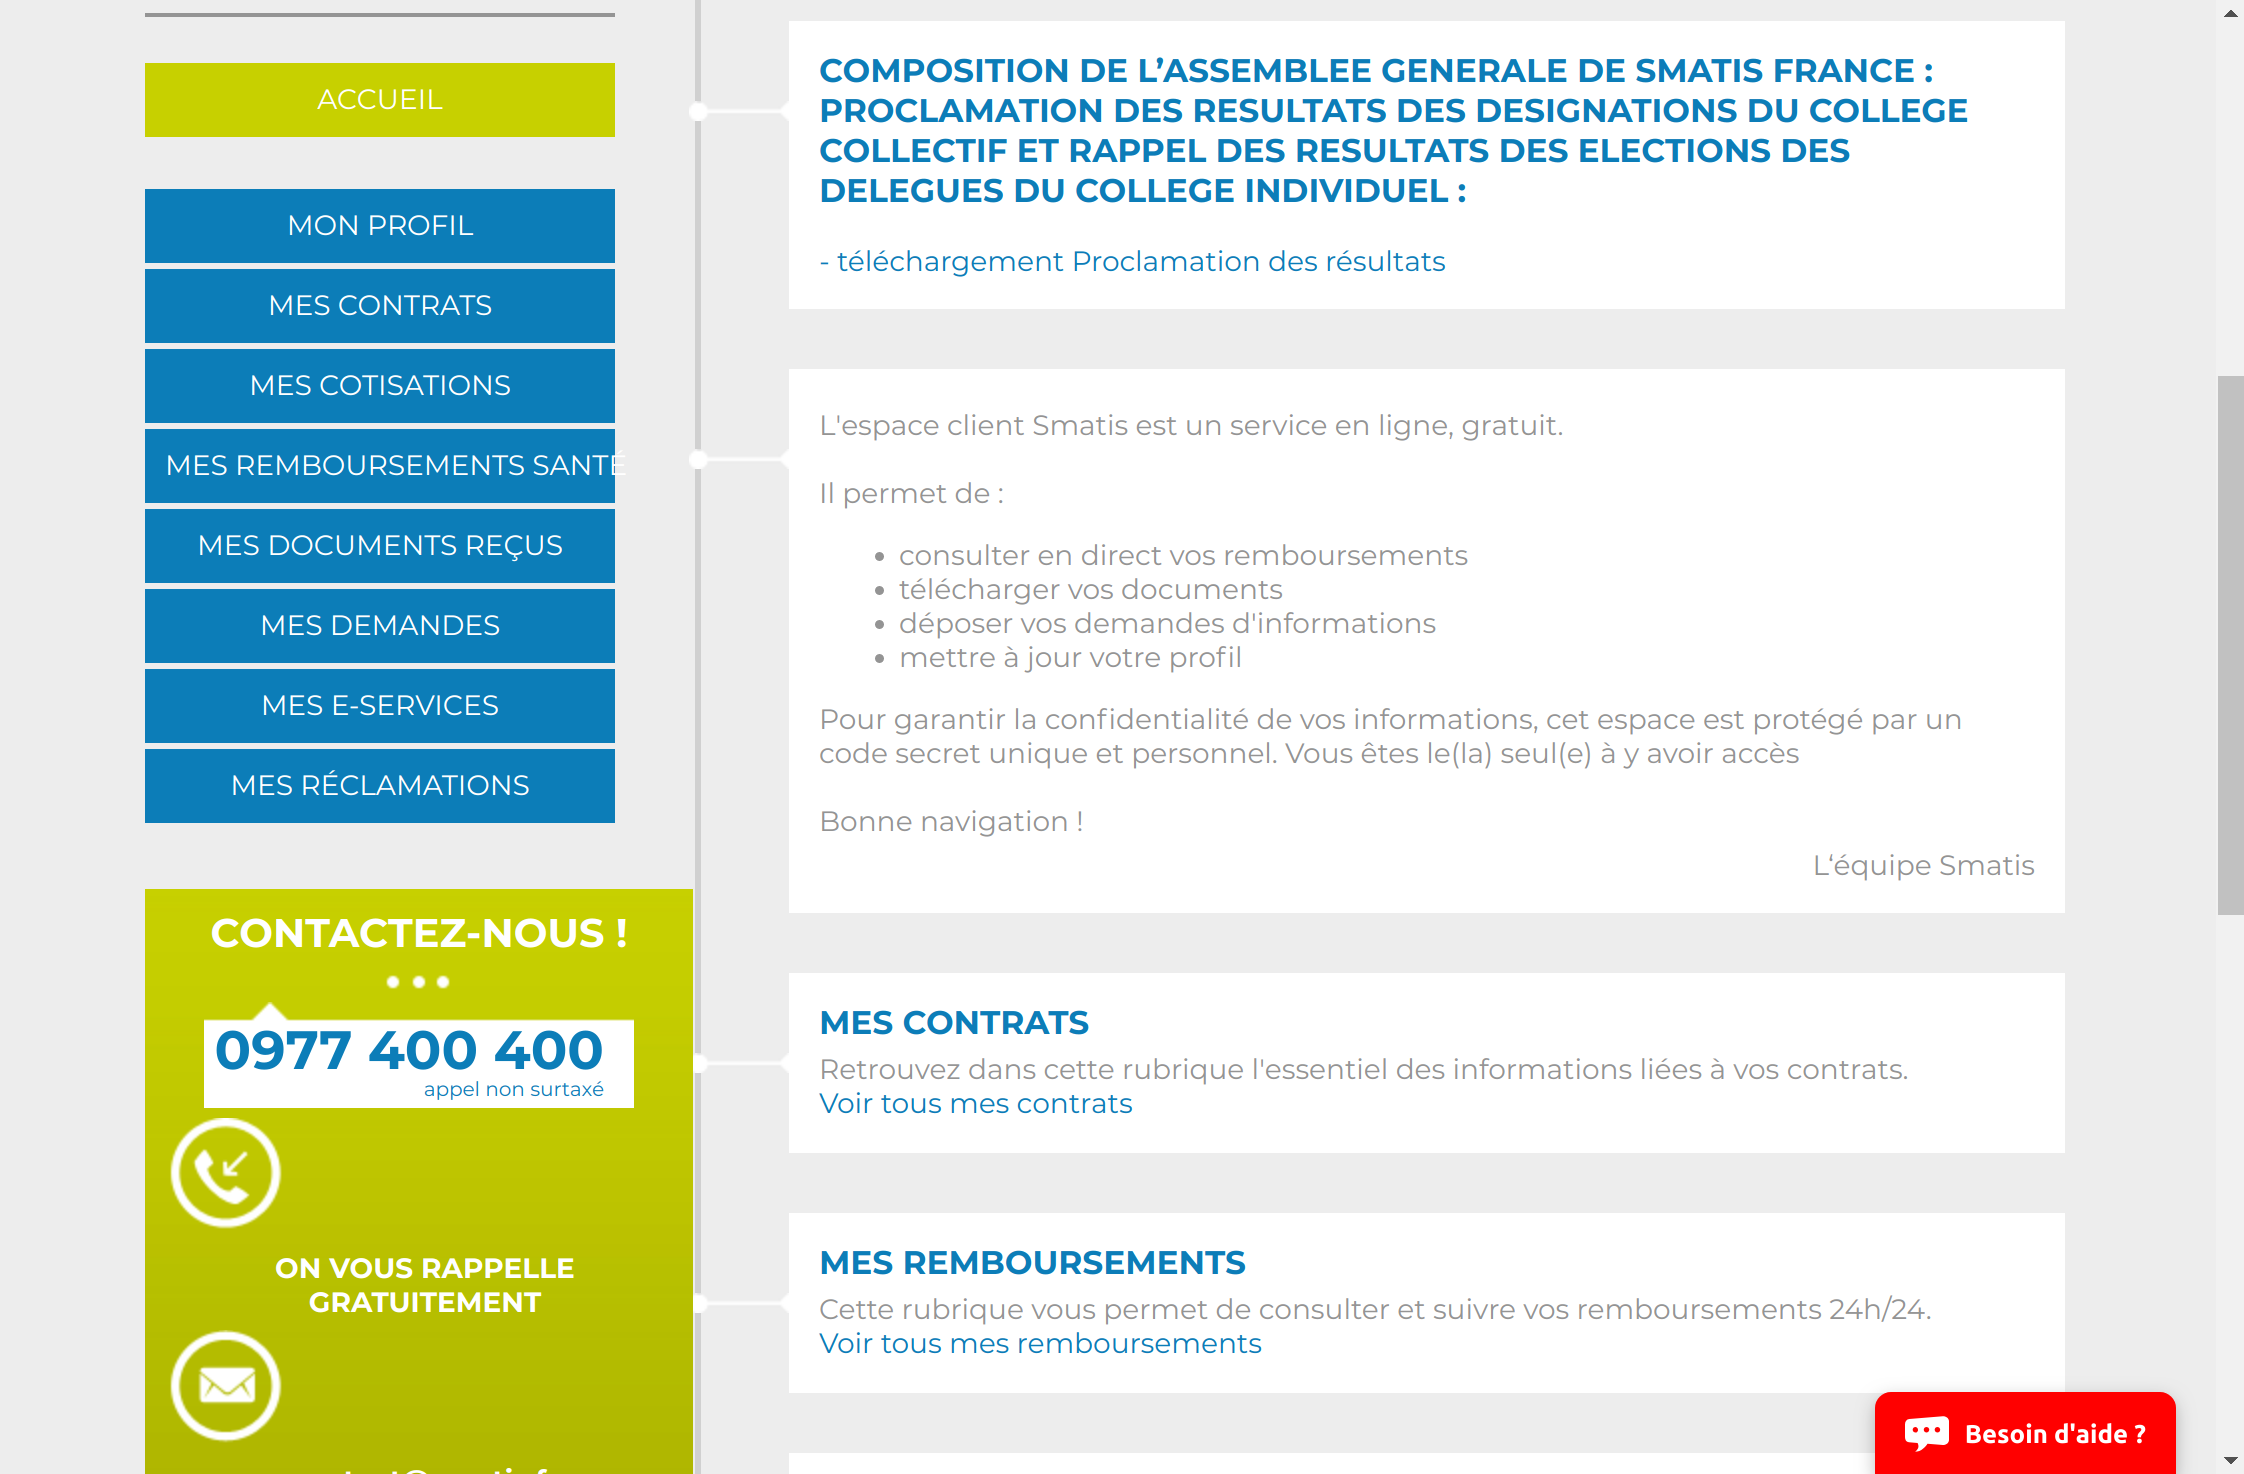 ACCUEIL
MON PROFIL
MES CONTRATS
MES COTISATIONS
MES REMBOURSEMENTS SANTÉ
MES DOCUMENTS REÇUS
MES DEMANDES
MES E-SERVICES
MES RÉCLAMATIONS
CONTACTEZ-NOUS !
0977 400 400
appel non surtaxé
ON VOUS RAPPELLE
GRATUITEMENT
COMPOSITION DE L’ASSEMBLEE GENERALE DE SMATIS FRANCE :
PROCLAMATION DES RESULTATS DES DESIGNATIONS DU COLLEGE
COLLECTIF ET RAPPEL DES RESULTATS DES ELECTIONS DES
DELEGUES DU COLLEGE INDIVIDUEL :
- téléchargement Proclamation des résultats
L'espace client Smatis est un service en ligne, gratuit.
Il permet de :
• consulter en direct vos remboursements
• télécharger vos documents
• déposer vos demandes d'informations
• mettre à jour votre profil
Pour garantir la confidentialité de vos informations, cet espace est protégé par un
code secret unique et personnel. Vous êtes le(la) seul(e) à y avoir accès
Bonne navigation !
L‘équipe Smatis
MES CONTRATS
Retrouvez dans cette rubrique l'essentiel des informations liées à vos contrats.
Voir tous mes contrats
MES REMBOURSEMENTS
Cette rubrique vous permet de consulter et suivre vos remboursements 24h/24.
Voir tous mes remboursements
Besoin d'aide ?